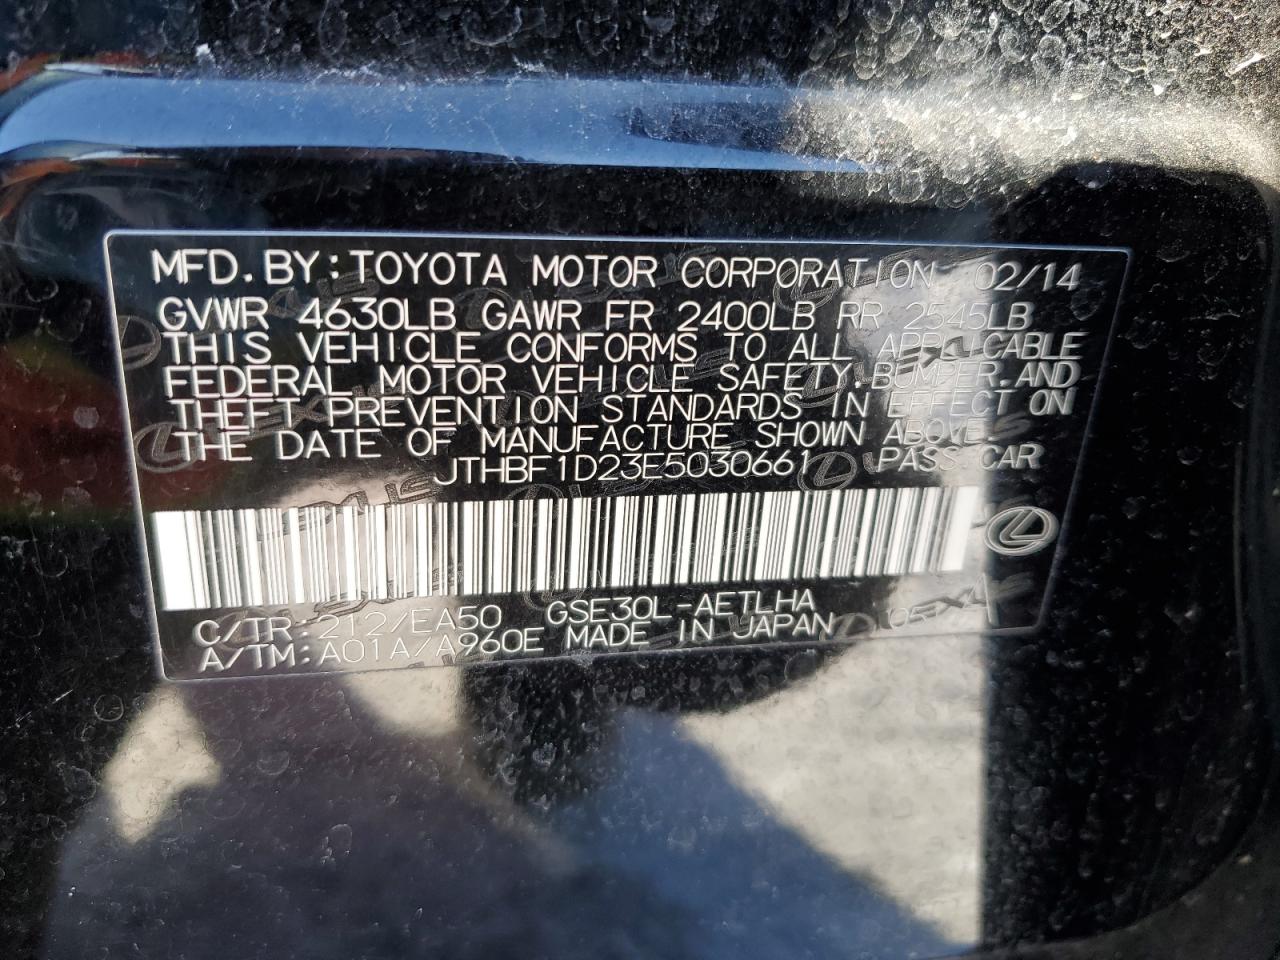 MFD.BY:TOYOTA MOTOR CORPORATION 02/14
GVWR 4630LB GAWR FR 2400LB RR 2545LB
THIS VEHICLE CONFORMS TO ALL APPLICABLE
FEDERAL MOTOR VEHICLE SAFETY.BUMPER.AND
THEFT PREVENTION STANDARDS IN EFFECT ON
THE DATE OF MANUFACTURE SHOWN ABOVE.
JTHBF1D23E5030661 PASS.CAR
C/TR:212/EA50 GSE30L-AETLHA
A/TM:A01A/A960E MADE IN JAPAN